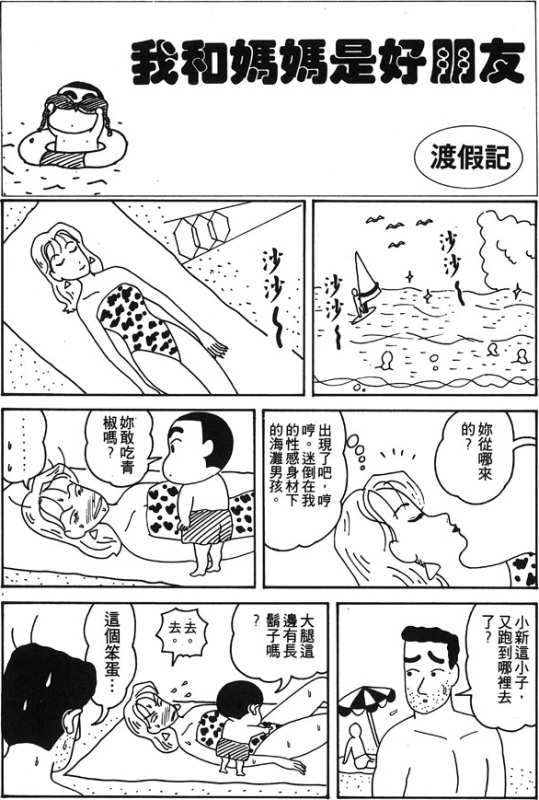 我和媽媽是好朋友
渡假記
沙沙～
沙沙～
沙沙～
沙沙～
妳從哪來
的？
出現了吧，哼
哼。迷倒在我
的性感身材下
的海灘男孩。
妳敢吃青
椒嗎？
⋯⋯
小新這小子，
又跑到哪裡去
了？
大腿這
邊有長
鬍子嗎
？
去⋯
去。
這個笨蛋⋯